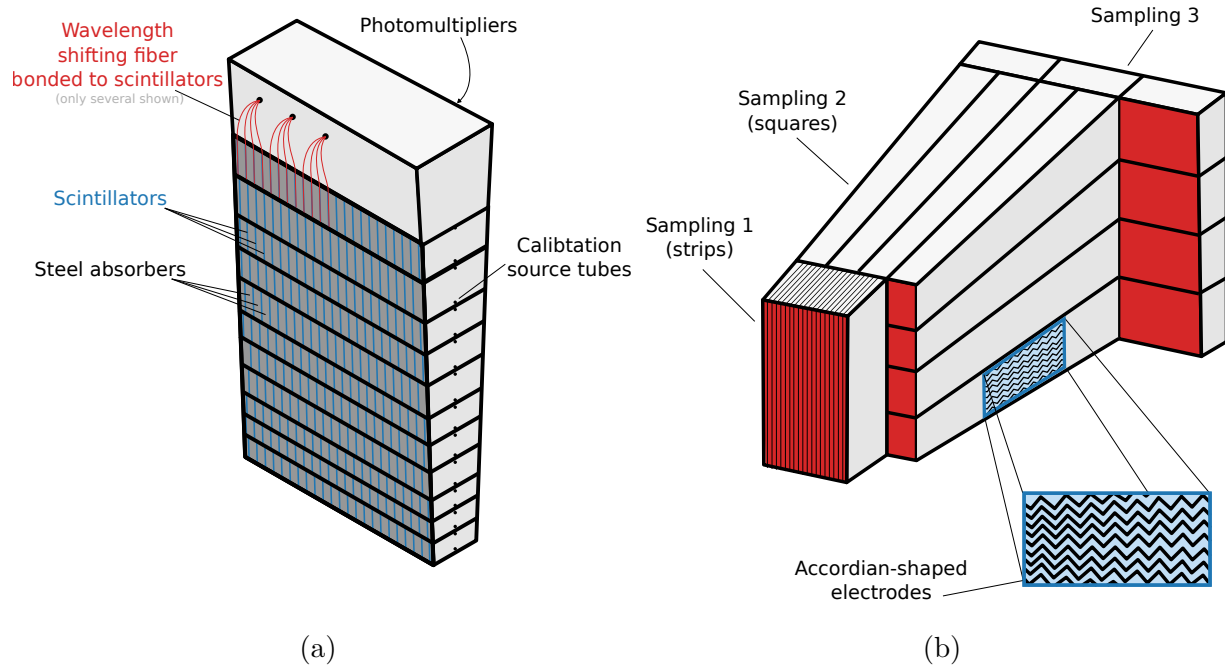 Wavelength
shifting fiber
bonded to scintillators
(only several shown)
Photomultipliers
Scintillators
Steel absorbers
Calibtation
source tubes
(a)
Sampling 3
Sampling 2
(squares)
Sampling 1
(strips)
Accordian-shaped
electrodes
(b)